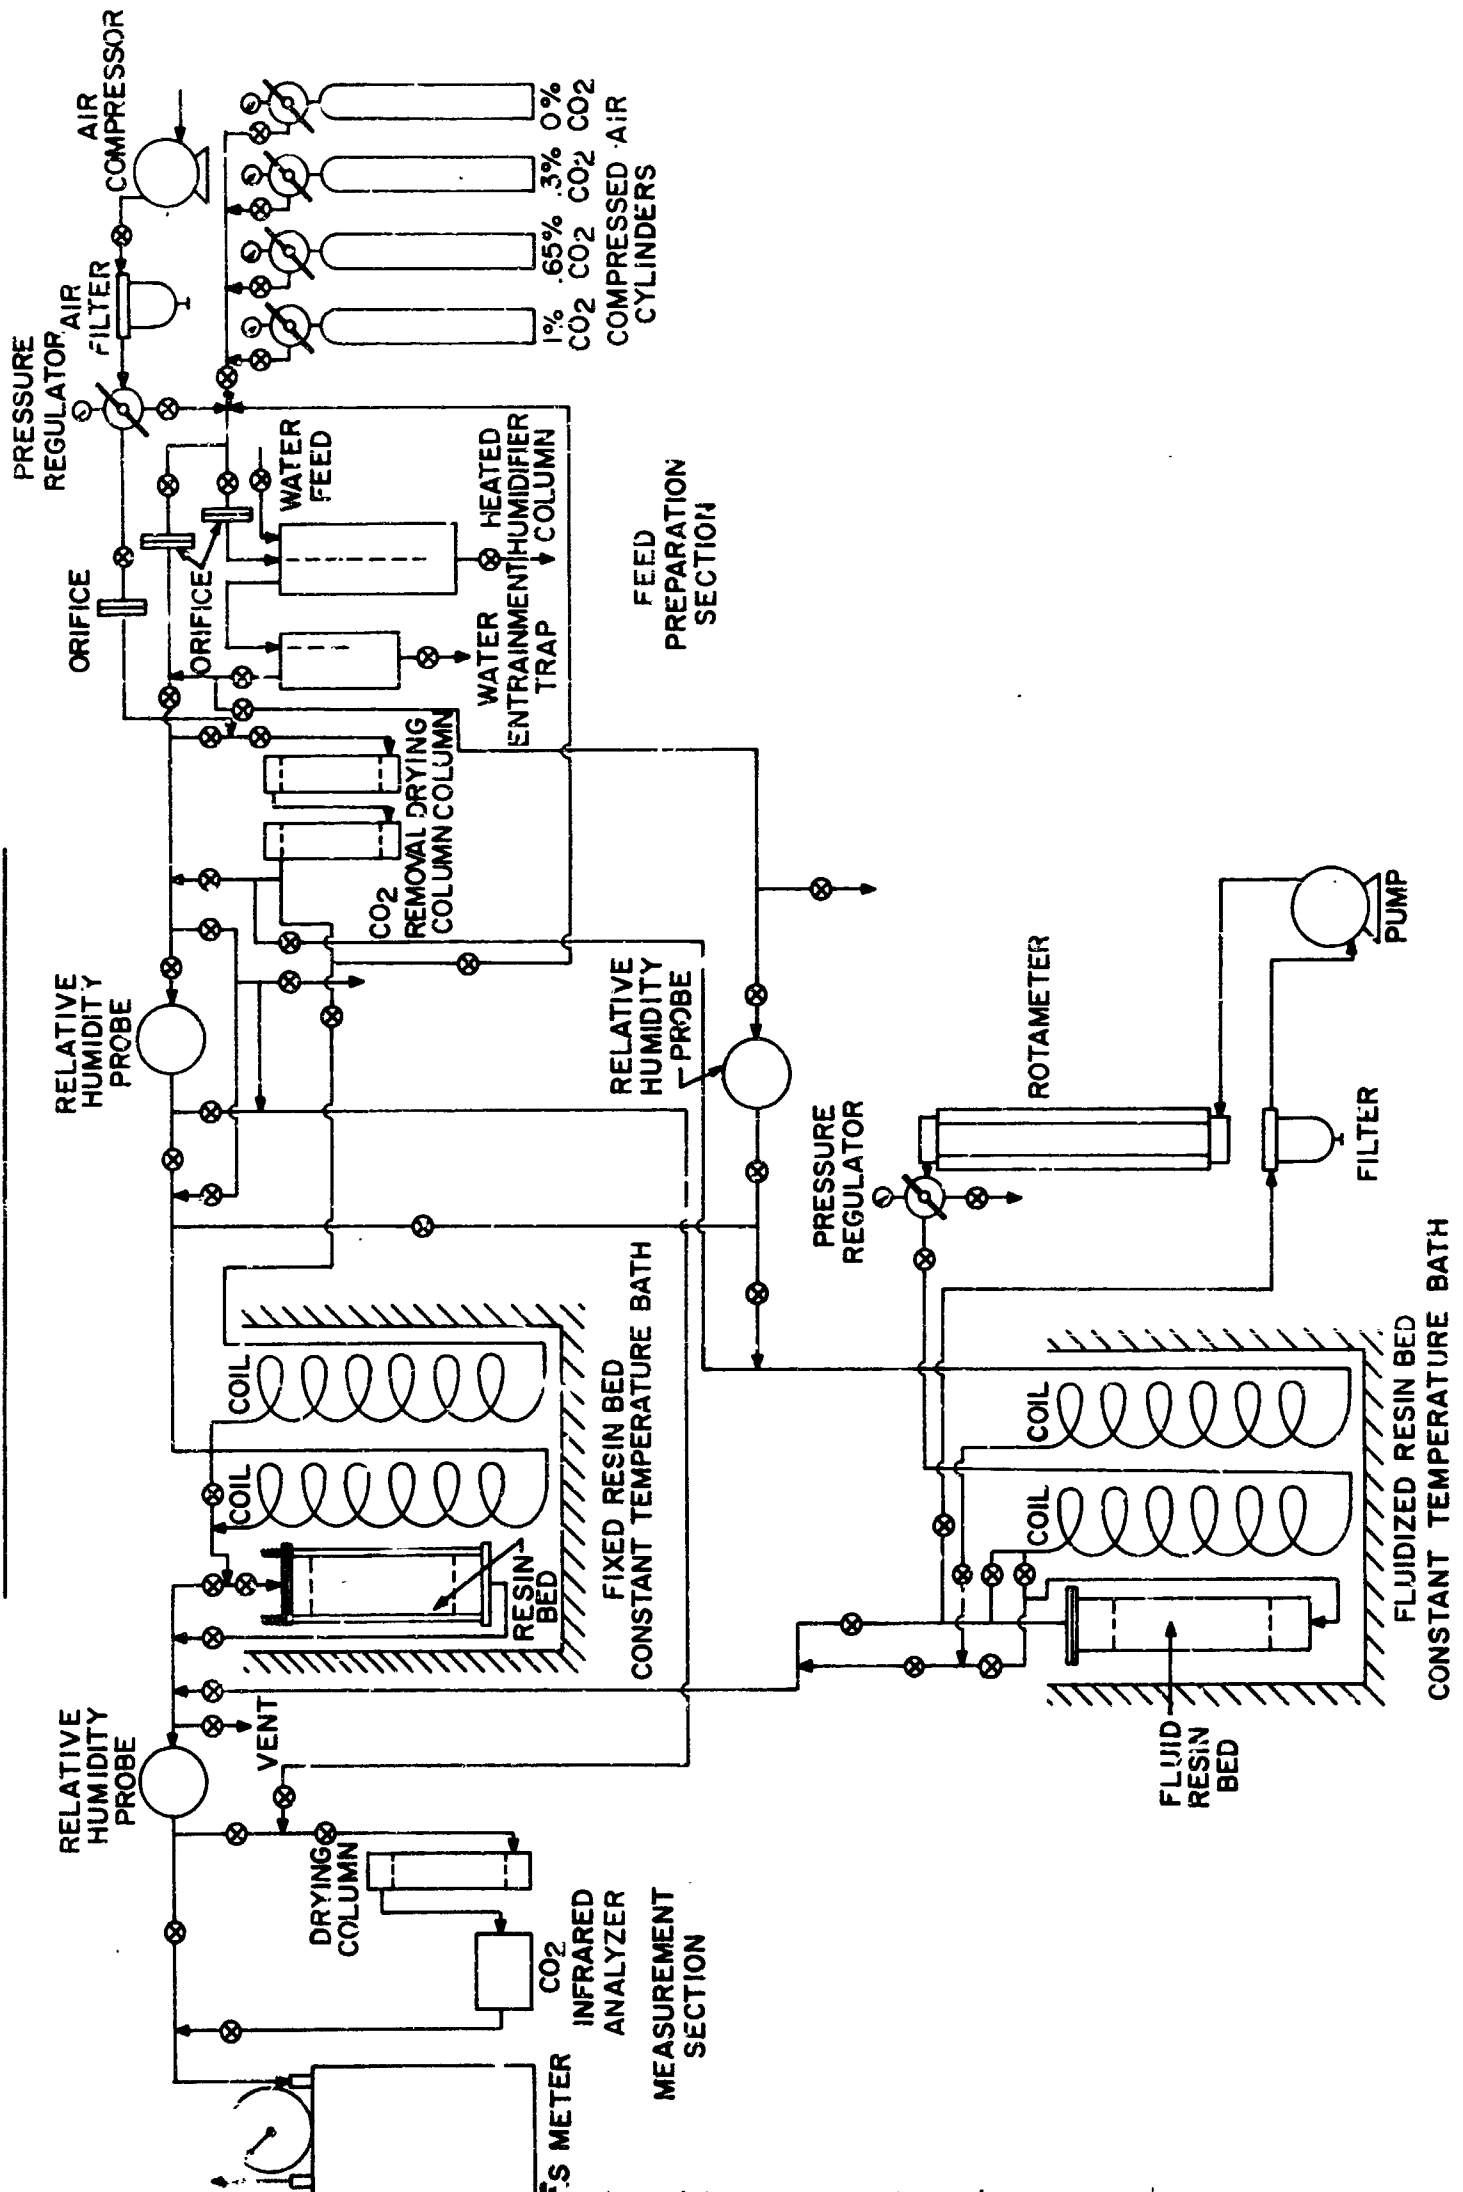 RELATIVE
HUMIDITY
PROBE
RELATIVE
HUMIDITY
PROBE
ORIFICE
ORIFICE
PRESSURE
REGULATOR
AIR
FILTER
AIR
COMPRESSOR
VENT
COIL
COIL
RESIN
BED
FIXED RESIN BED
CONSTANT TEMPERATURE BATH
CO2
REMOVAL
COLUMN
DRYING
COLUMN
WATER
ENTRAINMENT
TRAP
HEATED
HUMIDIFIER
COLUMN
WATER
FEED
1%
CO2
.65%
CO2
.3%
CO2
0%
CO2
COMPRESSED AIR
CYLINDERS
S METER
DRYING
COLUMN
CO2
INFRARED
ANALYZER
MEASUREMENT
SECTION
RELATIVE
HUMIDITY
PROBE
FEED
PREPARATION
SECTION
PRESSURE
REGULATOR
ROTAMETER
COIL
COIL
FLUID
RESIN
BED
FILTER
PUMP
FLUIDIZED RESIN BED
CONSTANT TEMPERATURE BATH